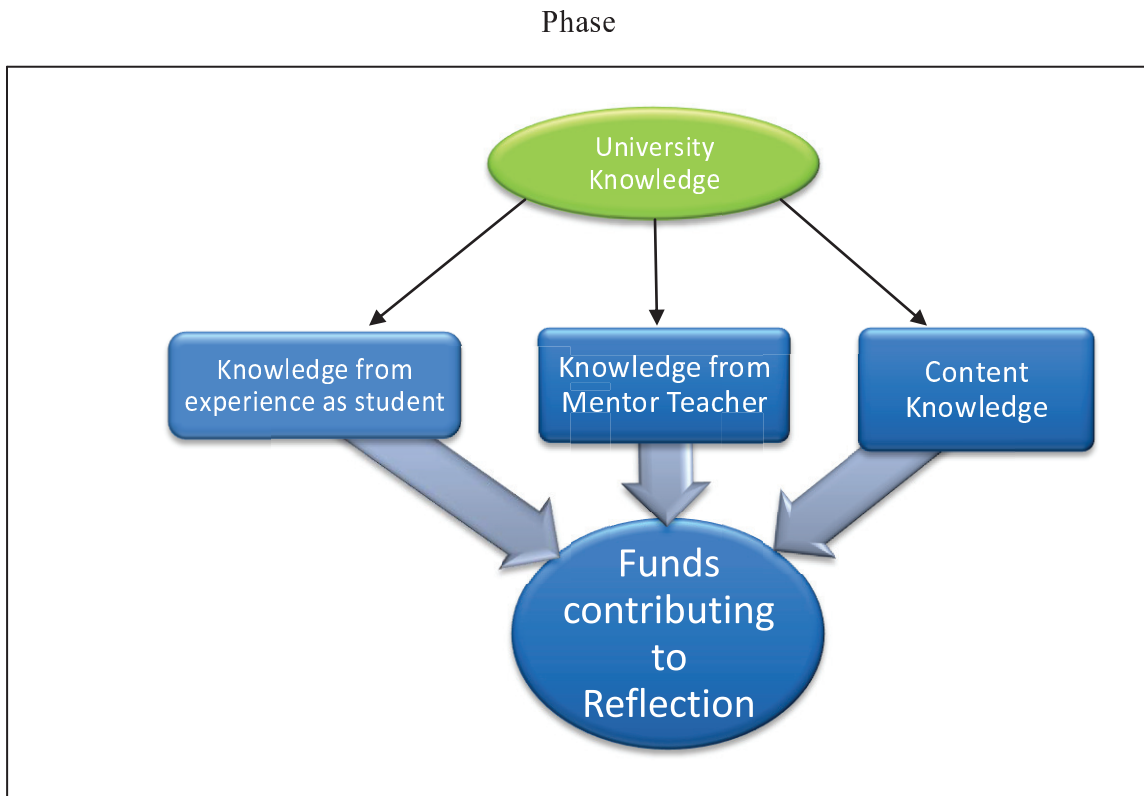 Phase
University
Knowledge
Knowledge from
experience as student
Knowledge from
Mentor Teacher
Content
Knowledge
Funds
contributing
to
Reflection